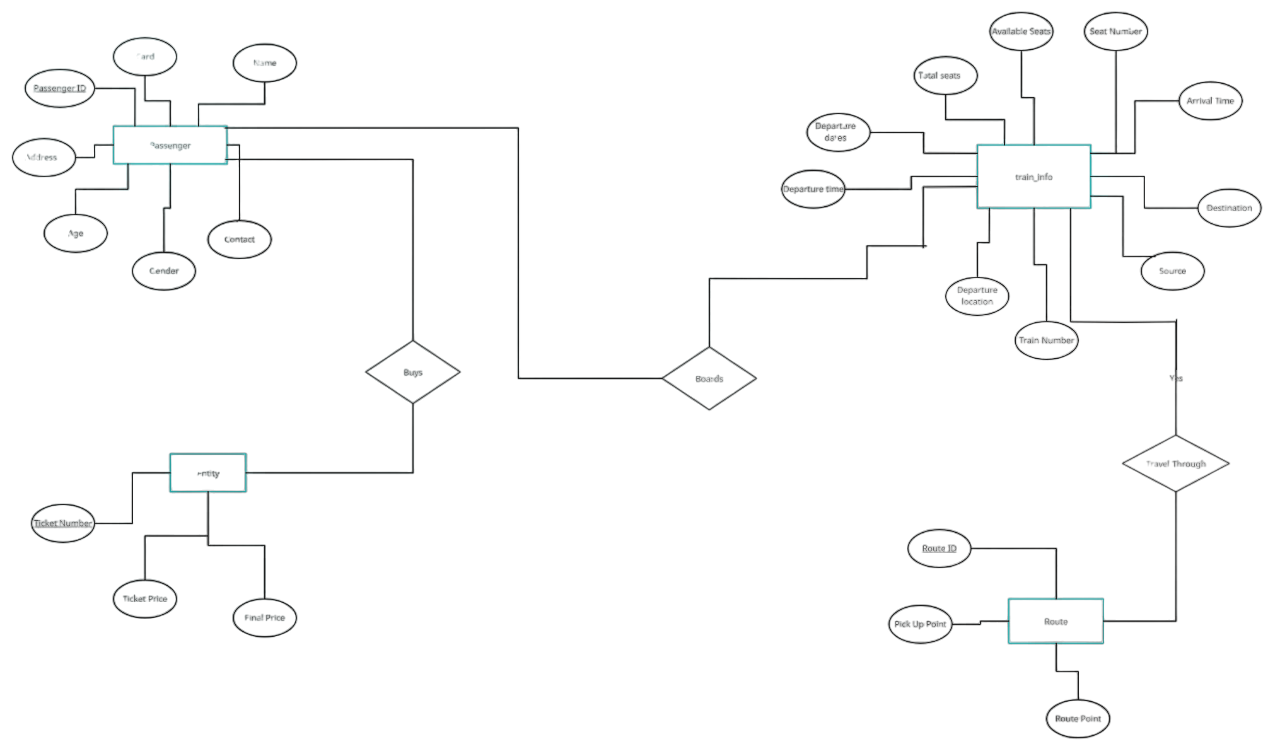 Available Seats
Seat Number
Card
Name
Total seats
Passenger ID
Arrival Time
Departure
dates
Passenger
Address
train_Info
Departure time
Destination
Age
Contact
Gender
Source
Departure
location
Train Number
Buys
Boards
Yes
Travel Through
entity
Ticket Number
Route ID
Ticket Price
Final Price
Pick Up Point
Route
Route Point